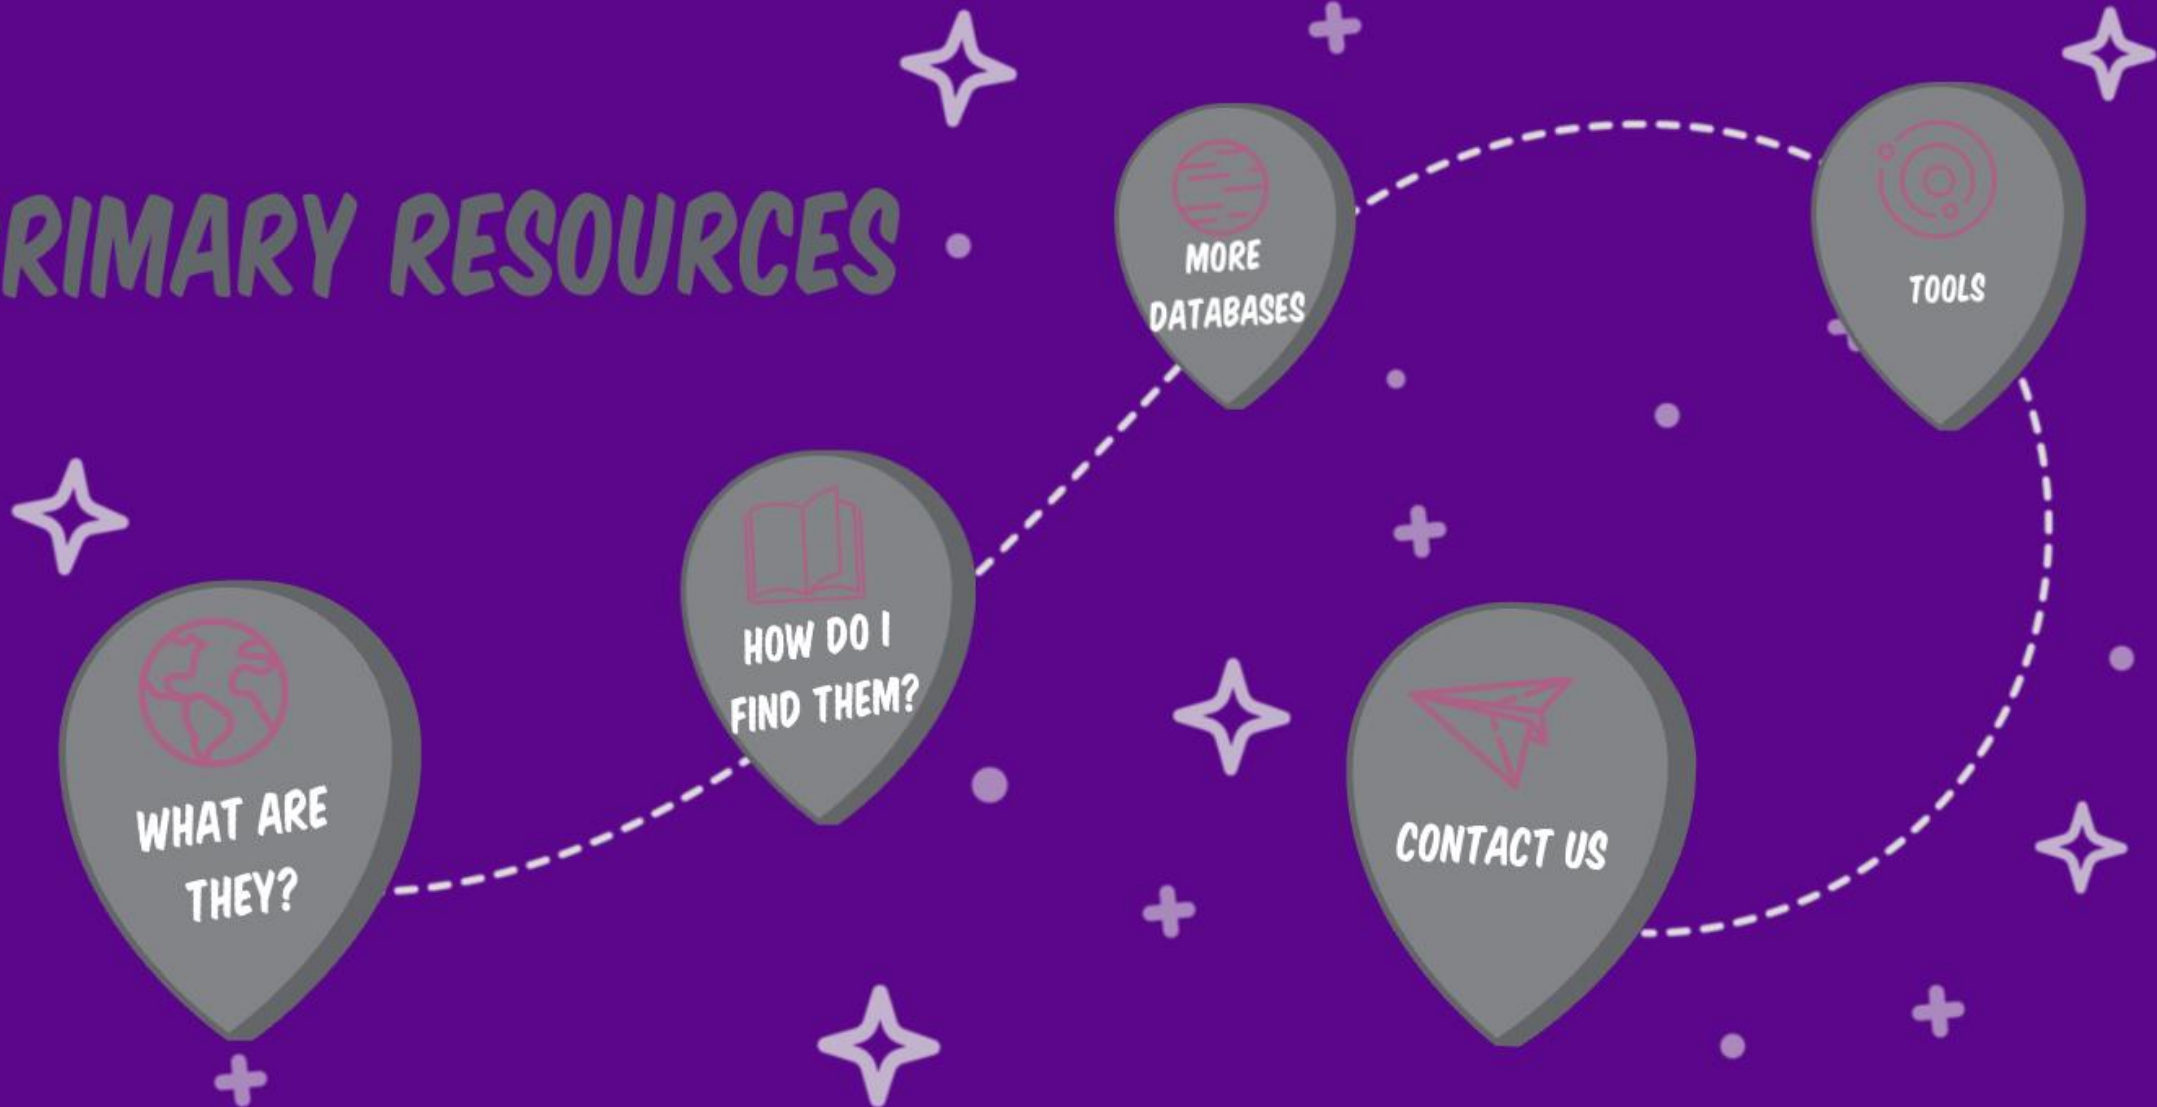 RIMARY RESOURCES
MORE
DATABASES
TOOLS
HOW DO I
FIND THEM?
WHAT ARE
THEY?
CONTACT US